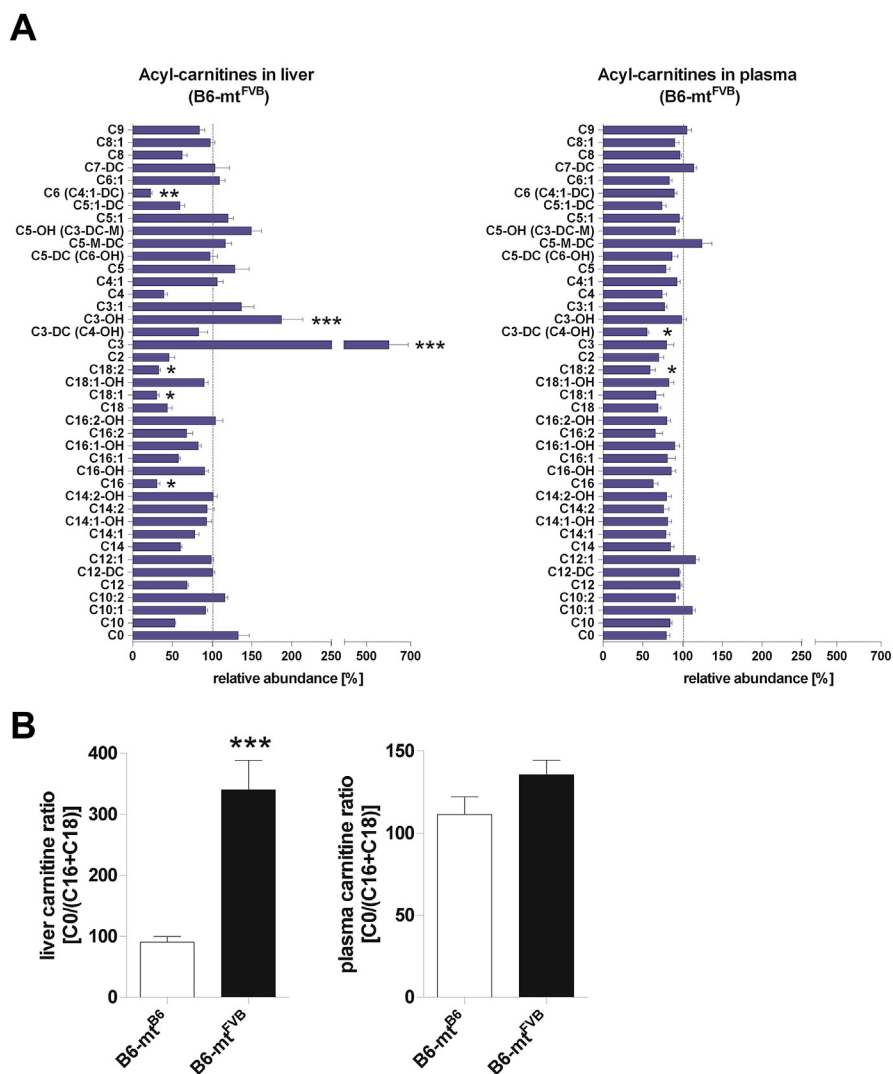 A
Acyl-carnitines in liver
(B6-mtFVB)
C9
C8:1
C8
C7-DC
C6:1
C6 (C4:1-DC)
**
C5:1-DC
C5:1
C5-OH (C3-DC-M)
C5-M-DC
C5-DC (C6-OH)
C5
C4:1
C4
C3:1
C3-OH
***
C3-DC (C4-OH)
C3
***
C2
C18:2
*
C18:1-OH
C18:1
*
C18
C16:2-OH
C16:2
C16:1-OH
C16:1
C16-OH
C16
*
C14:2-OH
C14:2
C14:1-OH
C14:1
C14
C12:1
C12-DC
C12
C10:2
C10:1
C10
C0
0 50 100 150 200 250 500 700
relative abundance [%]
Acyl-carnitines in plasma
(B6-mtFVB)
C9
C8:1
C8
C7-DC
C6:1
C6 (C4:1-DC)
C5:1-DC
C5:1
C5-OH (C3-DC-M)
C5-M-DC
C5-DC (C6-OH)
C5
C4:1
C4
C3:1
C3-OH
C3-DC (C4-OH)
*
C3
C2
C18:2
*
C18:1-OH
C18:1
C18
C16:2-OH
C16:2
C16:1-OH
C16:1
C16-OH
C16
C14:2-OH
C14:2
C14:1-OH
C14:1
C14
C12:1
C12-DC
C12
C10:2
C10:1
C10
C0
0 50 100 150 200 250 500 700
relative abundance [%]
B
liver carnitine ratio
[C0/(C16+C18)]
400
300
200
100
0
***
B6-mtB6
B6-mtFVB
plasma carnitine ratio
[C0/(C16+C18)]
150
100
50
0
B6-mtB6
B6-mtFVB